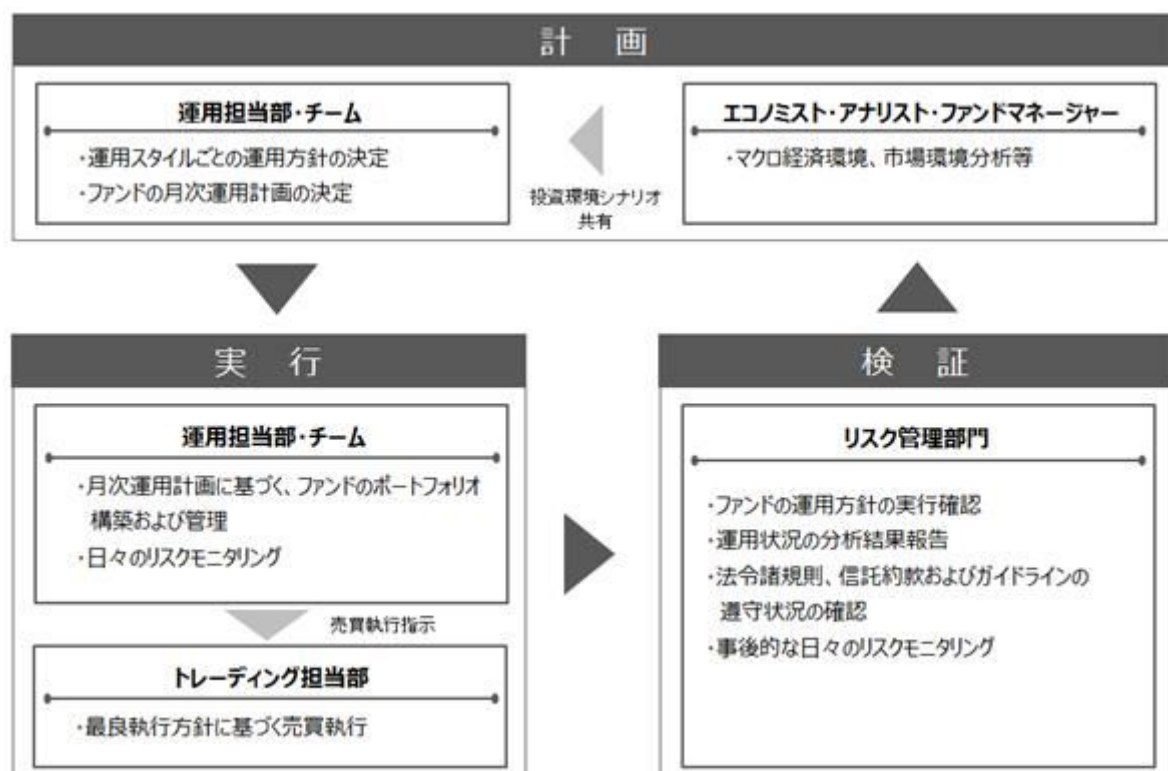 計 画
運用担当部・チーム
・運用スタイルごとの運用方針の決定
・ファンドの月次運用計画の決定
投資環境シナリオ
共有
エコノミスト・アナリスト・ファンドマネージャー
・マクロ経済環境、市場環境分析等
実 行
運用担当部・チーム
・月次運用計画に基づく、ファンドのポートフォリオ
構築および管理
・日々のリスクモニタリング
売買執行指示
トレーディング担当部
・最良執行方針に基づく売買執行
検 証
リスク管理部門
・ファンドの運用方針の実行確認
・運用状況の分析結果報告
・法令諸規則、信託約款およびガイドラインの
遵守状況の確認
・事後的な日々のリスクモニタリング